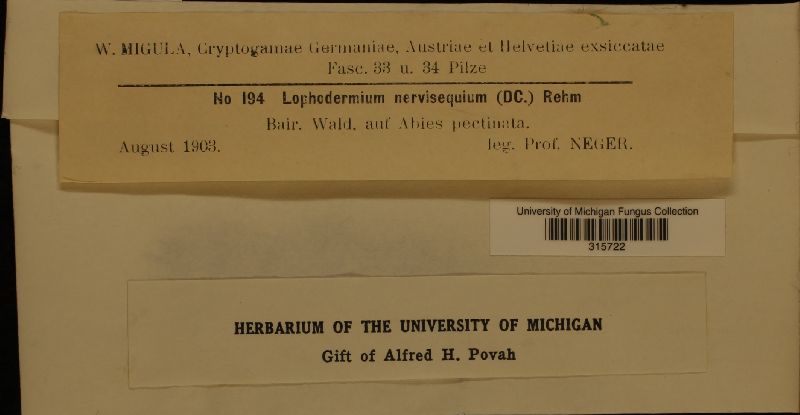 W. MIGULA, Cryptogamae Germaniae, Austriae et Helvetiae exsiccatae
Fasc. 33 u. 34 Pilze
No 194 Lophodermium nervisequium (DC.) Rehm
Bair. Wald. auf Abies pectinata.
August 1903. leg. Prof. NEGER.
University of Michigan Fungus Collection
315722
HERBARIUM OF THE UNIVERSITY OF MICHIGAN
Gift of Alfred H. Povah